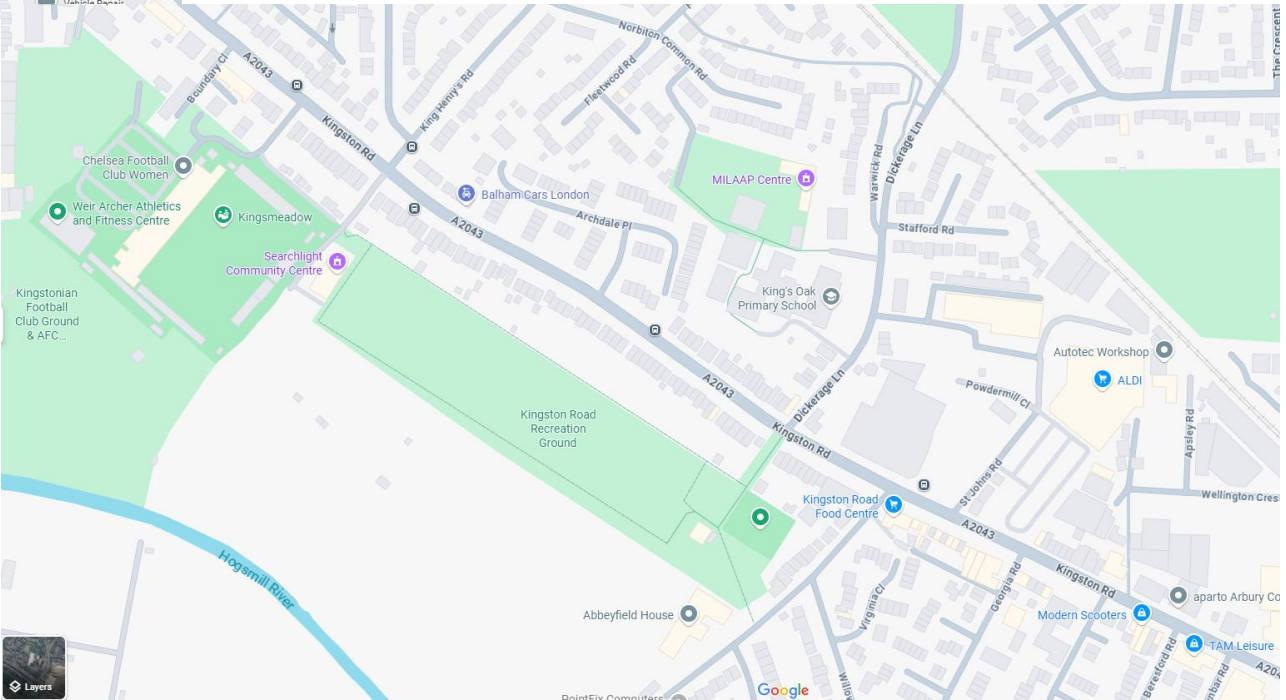 Vehicle Repair
A2043
Boundary Cl
Kingston Rd
King Henry's Rd
Fleetwood Rd
Norbiton Common Rd
The Crescent
Chelsea Football
Club Women
Weir Archer Athletics
and Fitness Centre
Kingsmeadow
Balham Cars London
MILAAP Centre
Warwick Rd
Dickerage Ln
Archdale Pl
A2043
Stafford Rd
Searchlight
Community Centre
Kingstonian
Football
Club Ground
& AFC...
King's Oak
Primary School
Autotec Workshop
ALDI
A2043
Powdermill Cl
Dickerage Ln
Apsley Rd
Kingston Road
Recreation
Ground
Kingston Rd
St Johns Rd
Wellington Cres
Kingston Road
Food Centre
A2043
Hogsmill River
Kingston Rd
Georgia Rd
Virginia Cl
aparto Arbury Co
Abbeyfield House
Modern Scooters
TAM Leisure
Beresford Rd
A20
Layers
Google
PointFix Computers
Willo
nbar Rd